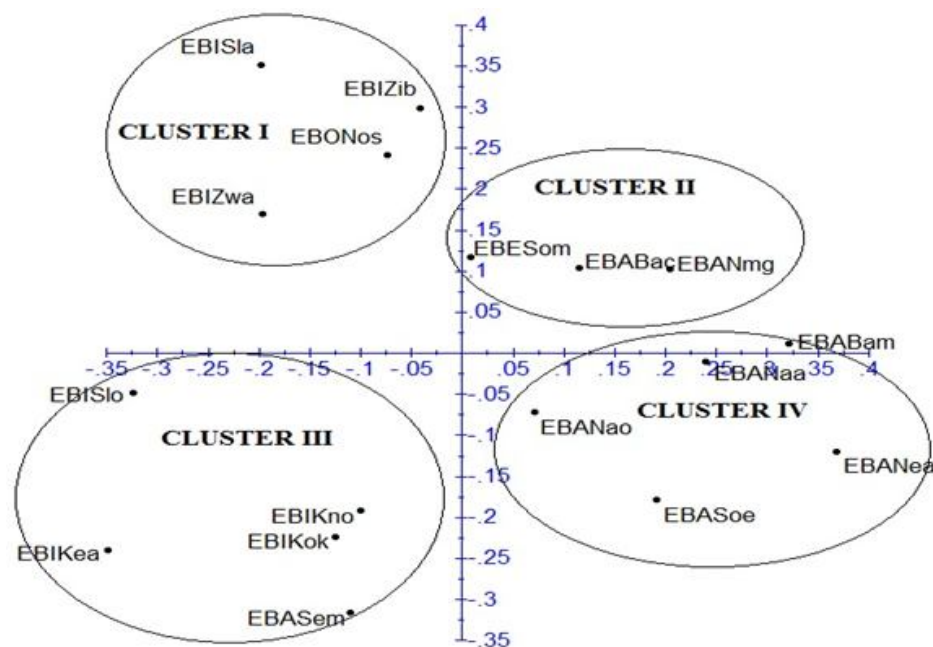 .4
EBISla
.35
EBIZib
.3
CLUSTER I
EBONos
.25
.2
CLUSTER II
EBIZwa
.15
EBESom
EBABac
EBANmg
.1
.05
EBABam
-.35
-.25
-.2
-.15
-.1
-.05
.05
.1
.15
.2
.25
.3
.35
.4
EBANaa
EBISlo
-.05
CLUSTER IV
EBANao
CLUSTER III
-.1
EBANea
-.15
EBIKno
-.2
EBASoe
EBIKok
EBIKea
-.25
-.3
EBASem
-.35